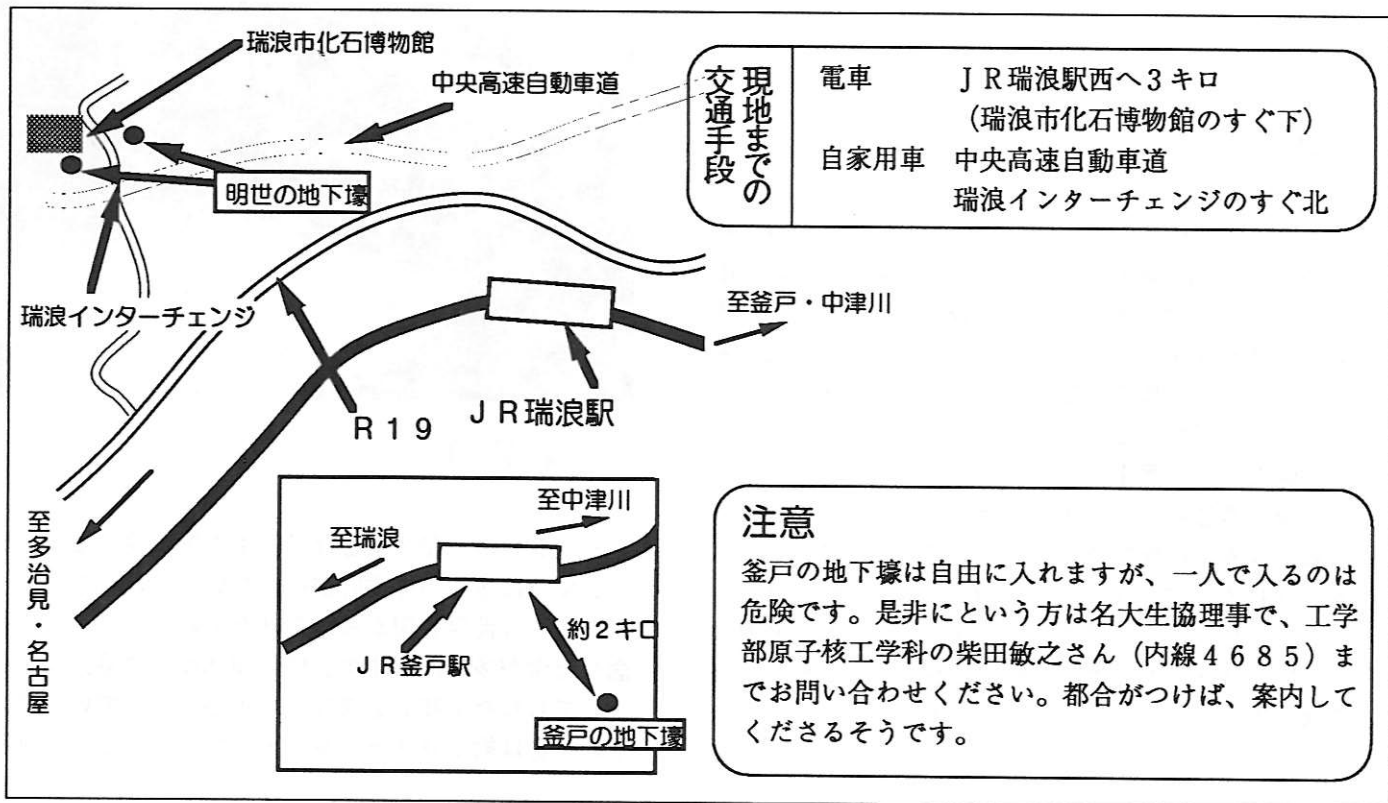 瑞浪市化石博物館
中央高速自動車道
明世の地下壕
瑞浪インターチェンジ
R19
JR瑞浪駅
至釜戸・中津川
至多治見・名古屋
現地までの
交通手段
電車 JR瑞浪駅西へ3キロ
（瑞浪市化石博物館のすぐ下）
自家用車 中央高速自動車道
瑞浪インターチェンジのすぐ北
至中津川
至瑞浪
約2キロ
JR釜戸駅
釜戸の地下壕
注意
釜戸の地下壕は自由に入れますが、一人で入るのは
危険です。是非にという方は名大生協理事で、工学
部原子核工学科の柴田敏之さん（内線4685）ま
でお問い合わせください。都合がつけば、案内して
くださるそうです。